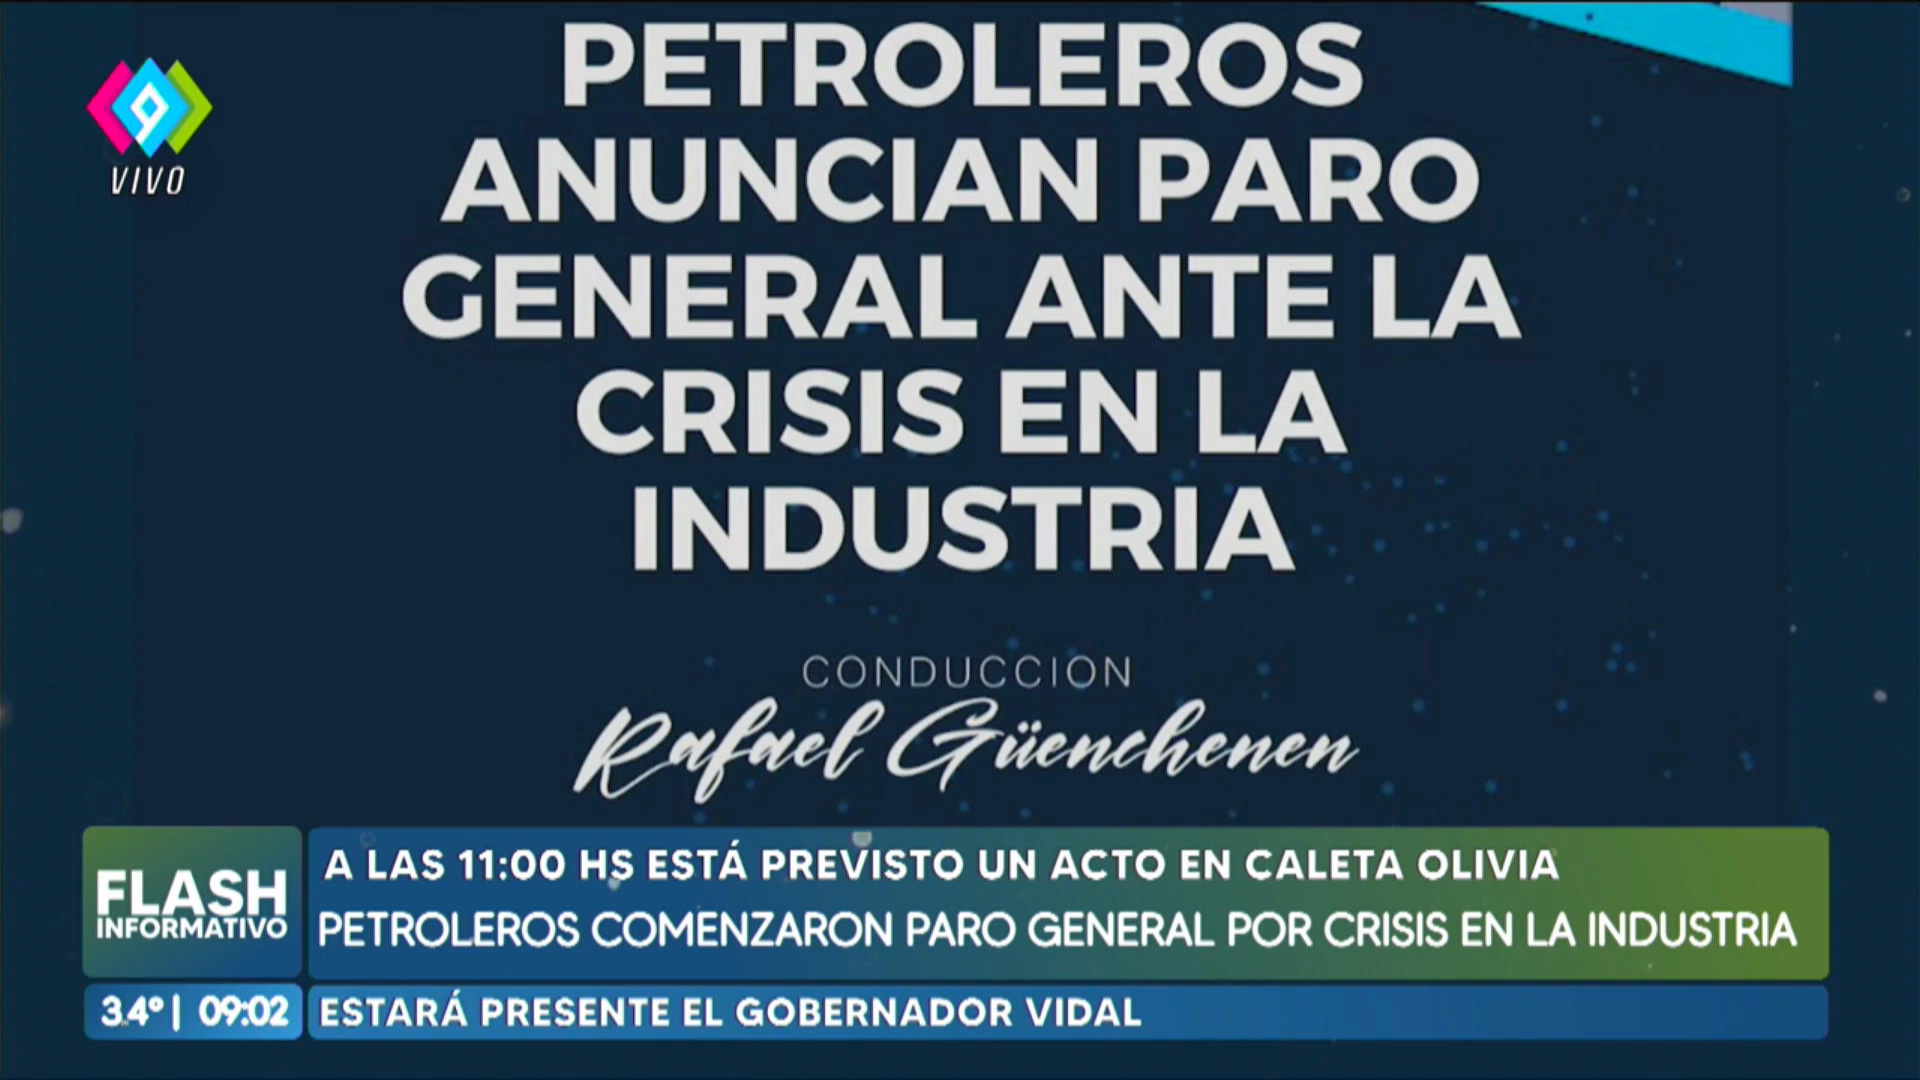 PETROLEROS
ANUNCIAN PARO
GENERAL ANTE LA
CRISIS EN LA
INDUSTRIA
CONDUCCION
Rafael Güenchenen
9
VIVO
FLASH
INFORMATIVO
A LAS 11:00 HS ESTÁ PREVISTO UN ACTO EN CALETA OLIVIA
PETROLEROS COMENZARON PARO GENERAL POR CRISIS EN LA INDUSTRIA
3.4° | 09:02
ESTARÁ PRESENTE EL GOBERNADOR VIDAL